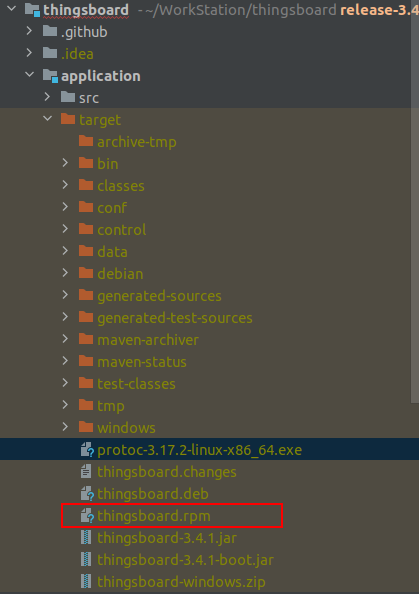 thingsboard ~/WorkStation/thingsboard release-3.4
.github
.idea
application
src
target
archive-tmp
bin
classes
conf
control
data
debian
generated-sources
generated-test-sources
maven-archiver
maven-status
test-classes
tmp
windows
protoc-3.17.2-linux-x86_64.exe
thingsboard.changes
thingsboard.deb
thingsboard.rpm
thingsboard-3.4.1.jar
thingsboard-3.4.1-boot.jar
thingsboard-windows.zip